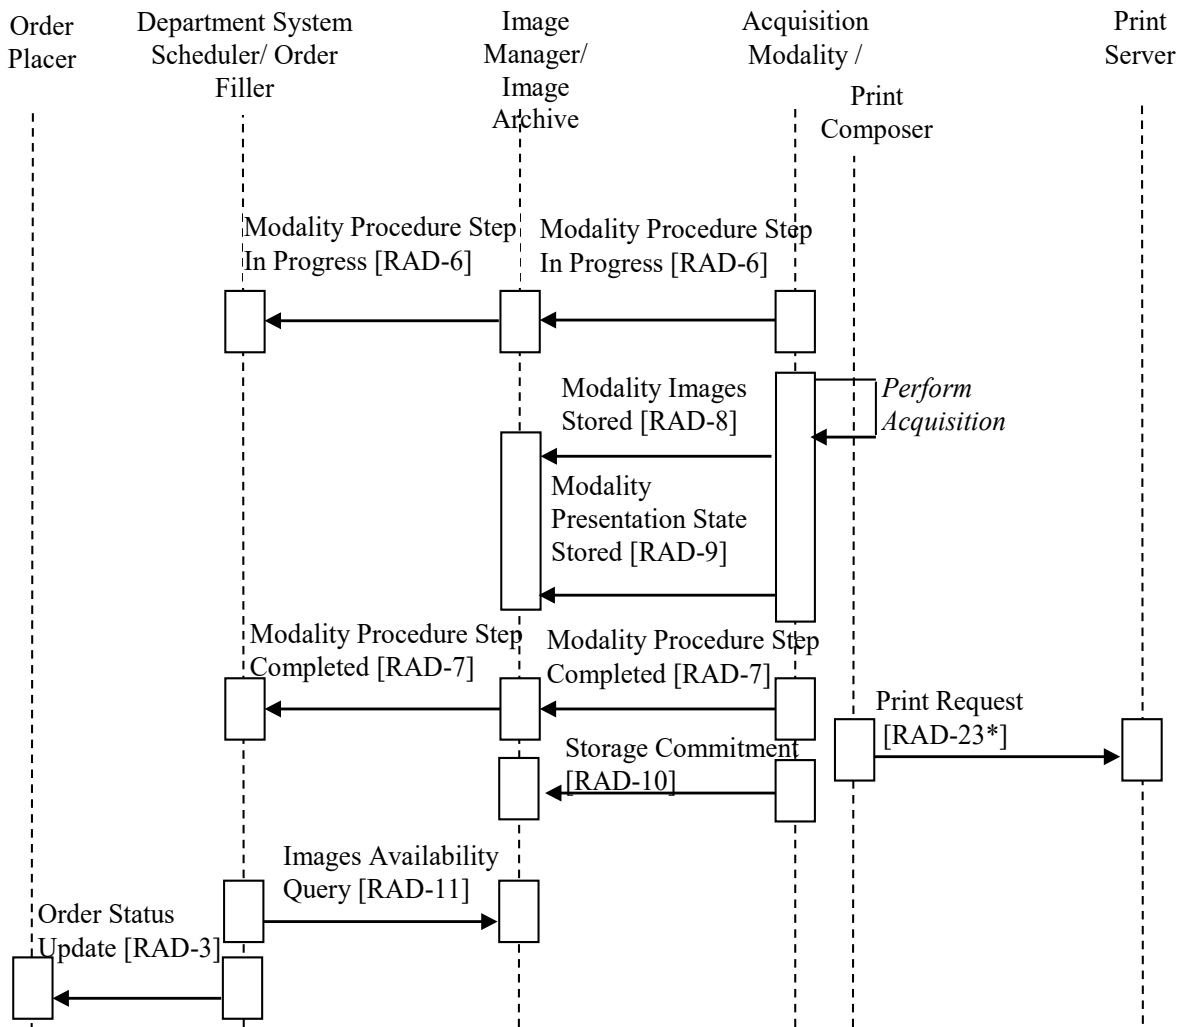 Order
Placer
Department System
Scheduler/ Order
Filler
Image
Manager/
Image
Archive
Acquisition
Modality /
Print
Composer
Print
Server
Modality Procedure Step
In Progress [RAD-6]
Modality Procedure Step
In Progress [RAD-6]
Modality Images
Stored [RAD-8]
Perform
Acquisition
Modality
Presentation State
Stored [RAD-9]
Modality Procedure Step
Completed [RAD-7]
Modality Procedure Step
Completed [RAD-7]
Print Request
[RAD-23*]
Storage Commitment
[RAD-10]
Images Availability
Query [RAD-11]
Order Status
Update [RAD-3]